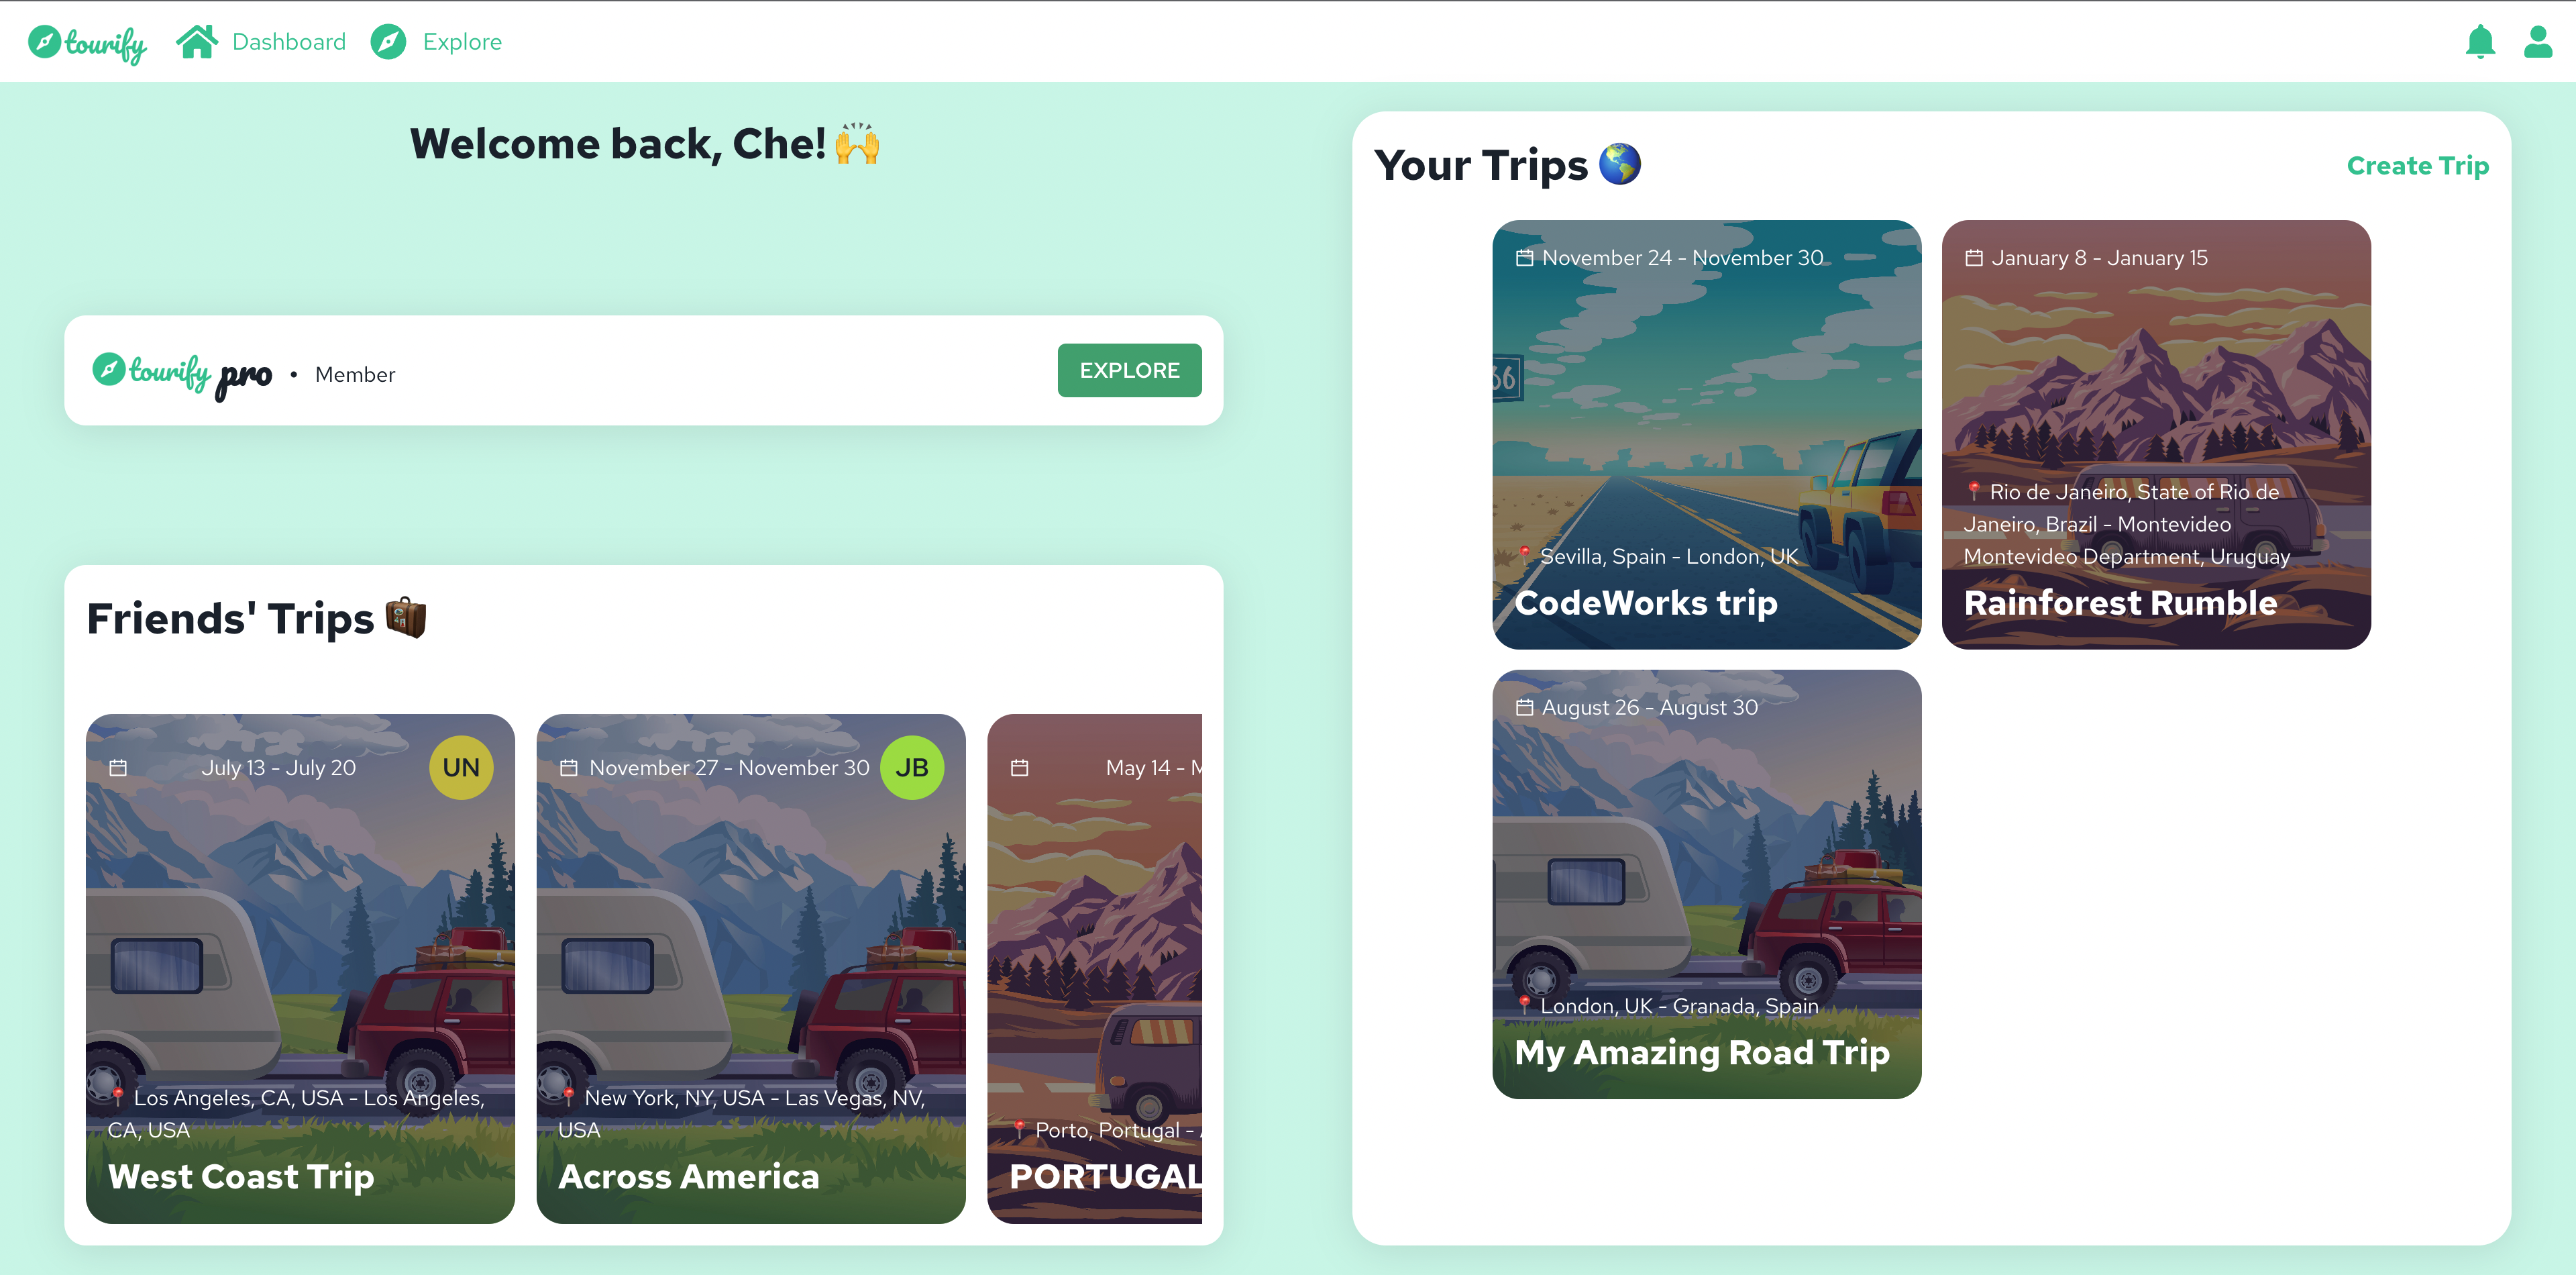 tourify Dashboard Explore
Welcome back, Che! 🙌
tourify pro • Member
EXPLORE
Friends' Trips 🧳
July 13 - July 20
UN
Los Angeles, CA, USA - Los Angeles,
CA, USA
West Coast Trip
November 27 - November 30
JB
New York, NY, USA - Las Vegas, NV,
USA
Across America
May 14 - M
Porto, Portugal -
PORTUGAL
Your Trips 🌎
Create Trip
November 24 - November 30
66
📍 Sevilla, Spain - London, UK
CodeWorks trip
January 8 - January 15
📍 Rio de Janeiro, State of Rio de
Janeiro, Brazil - Montevideo
Montevideo Department, Uruguay
Rainforest Rumble
August 26 - August 30
📍 London, UK - Granada, Spain
My Amazing Road Trip